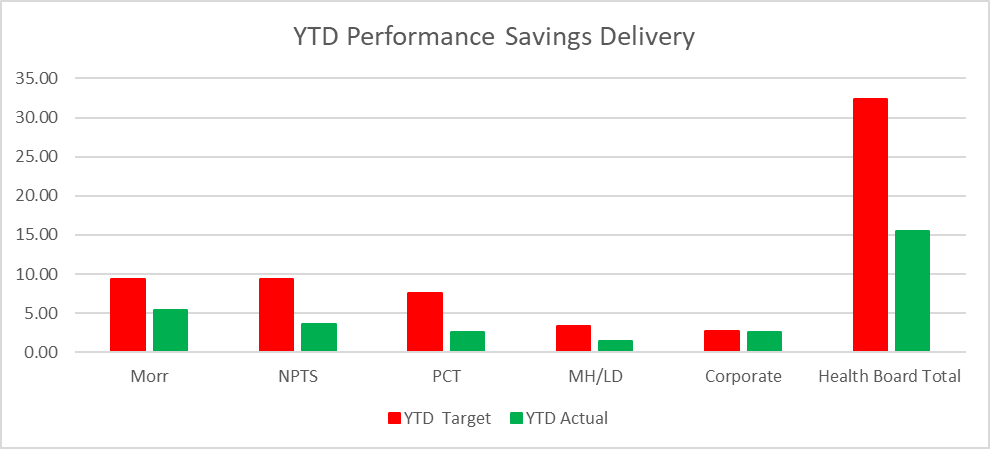 YTD Performance Savings Delivery
35.00
30.00
25.00
20.00
15.00
10.00
5.00
0.00
Morr NPTS PCT MH/LD Corporate Health Board Total
YTD Target YTD Actual